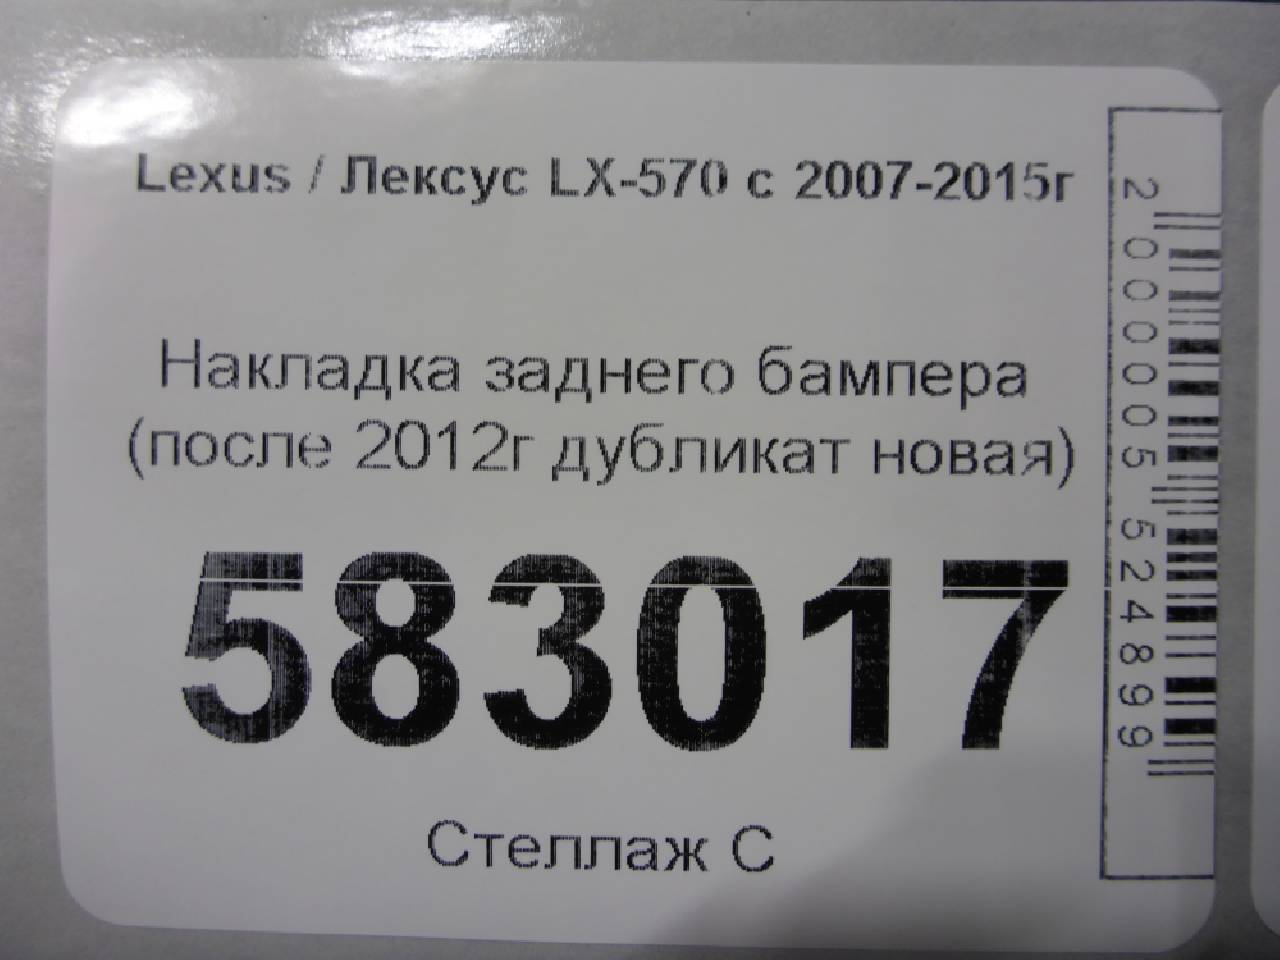 Lexus / Лексус LX-570 с 2007-2015г
Накладка заднего бампера
(после 2012г дубликат новая)
583017
Стеллаж С
2000005524899